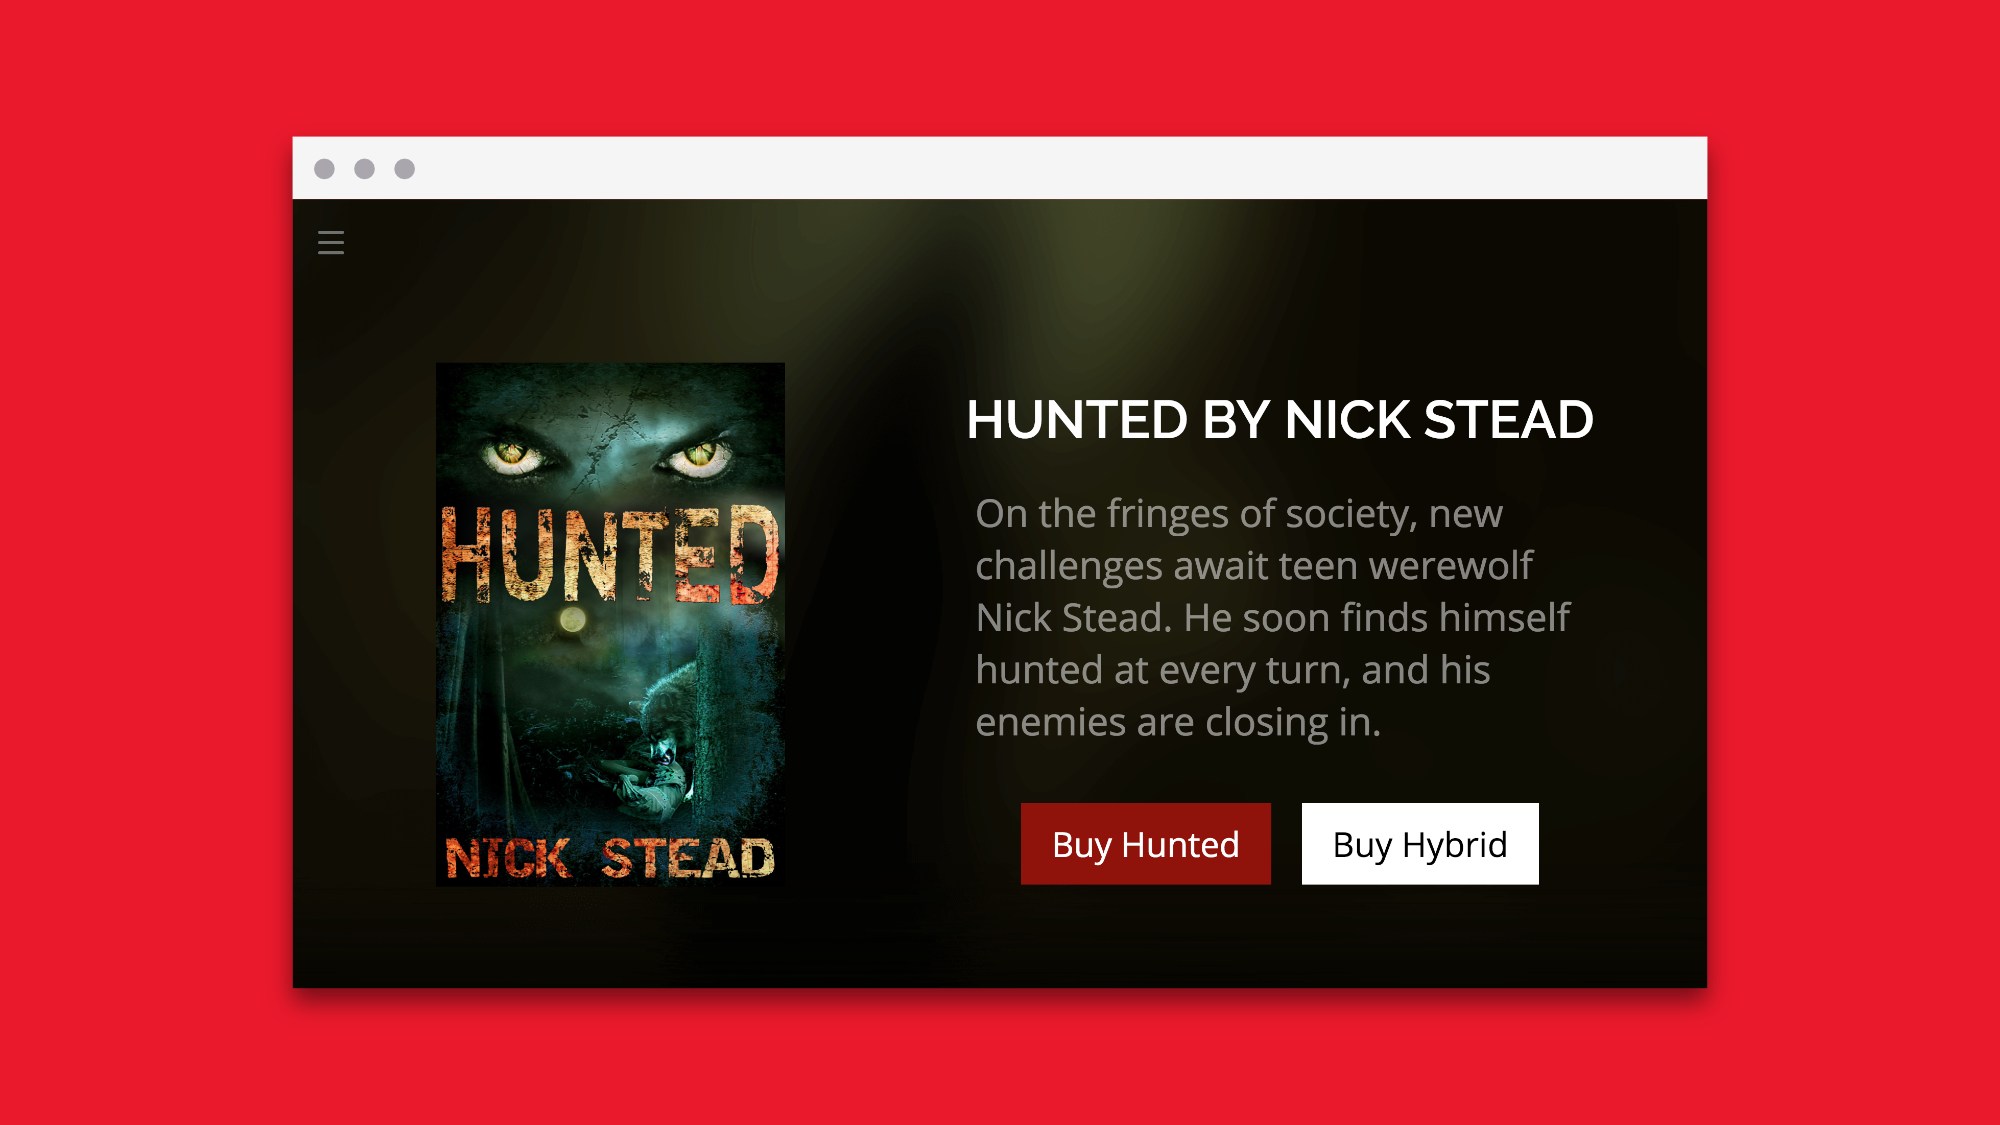 HUNTED
NICK STEAD
HUNTED BY NICK STEAD
On the fringes of society, new
challenges await teen werewolf
Nick Stead. He soon finds himself
hunted at every turn, and his
enemies are closing in.
Buy Hunted
Buy Hybrid